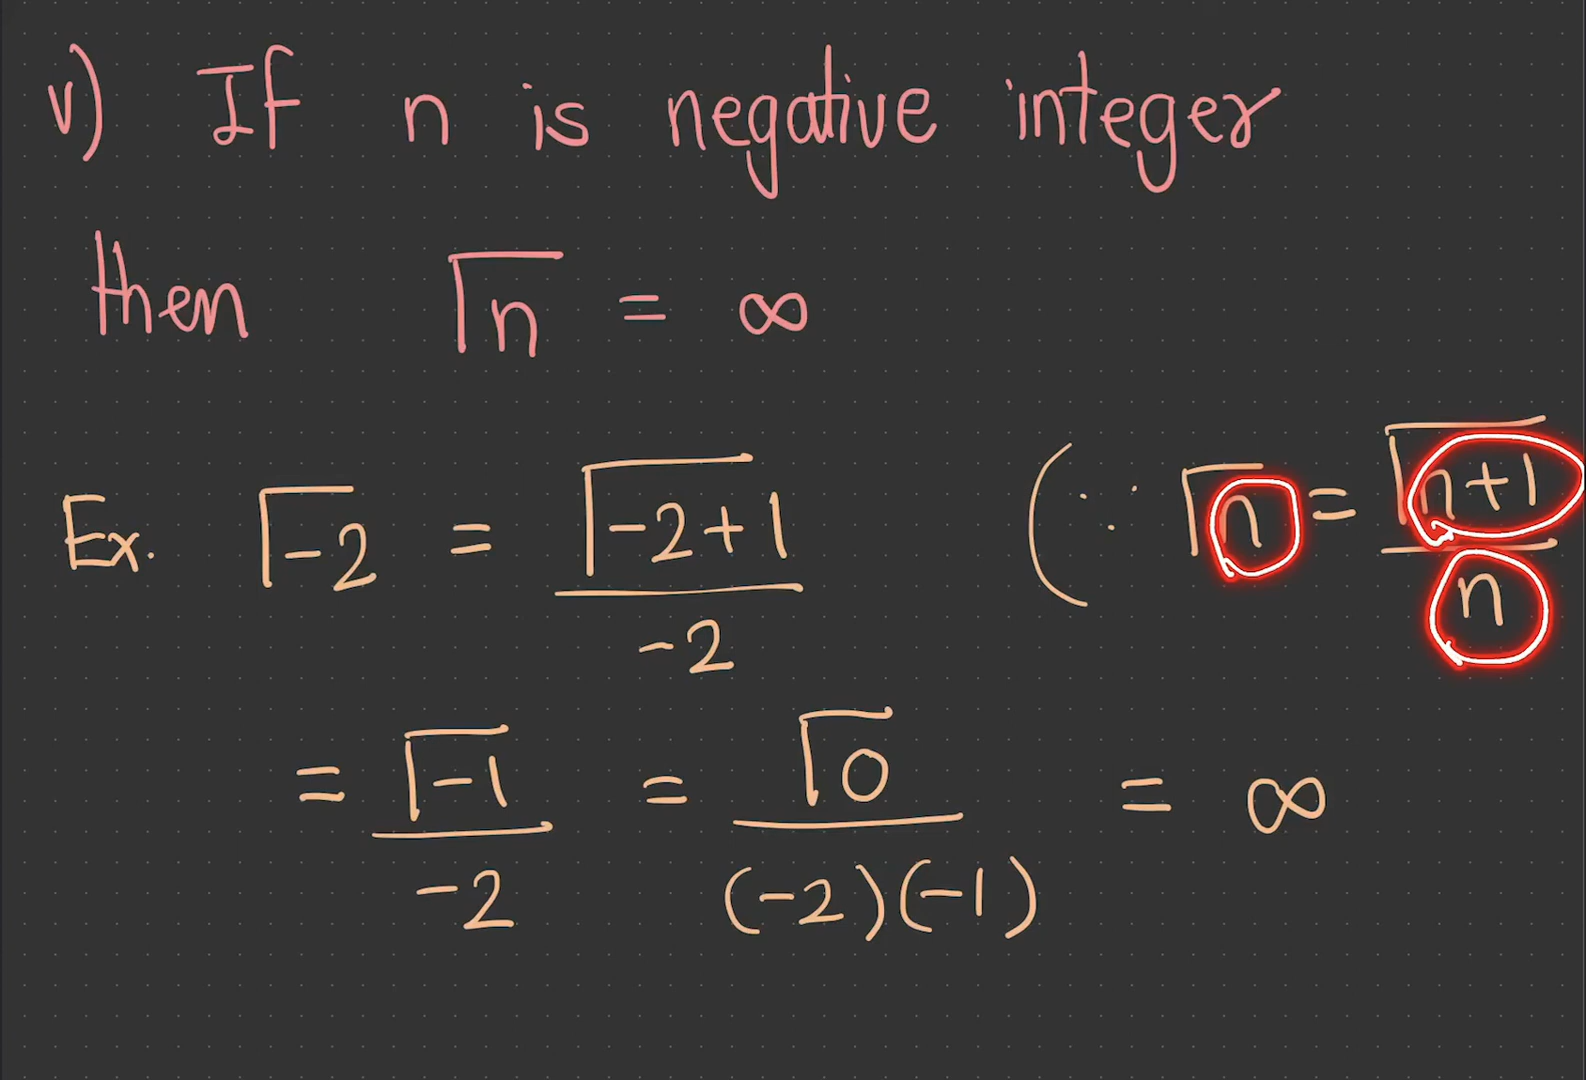 v) If n is negative integer
then Γn = ∞
Ex. Γ-2 = Γ-2+1 / -2 (∵ Γn = Γn+1 / n
= Γ-1 / -2 = Γ0 / (-2)(-1) = ∞